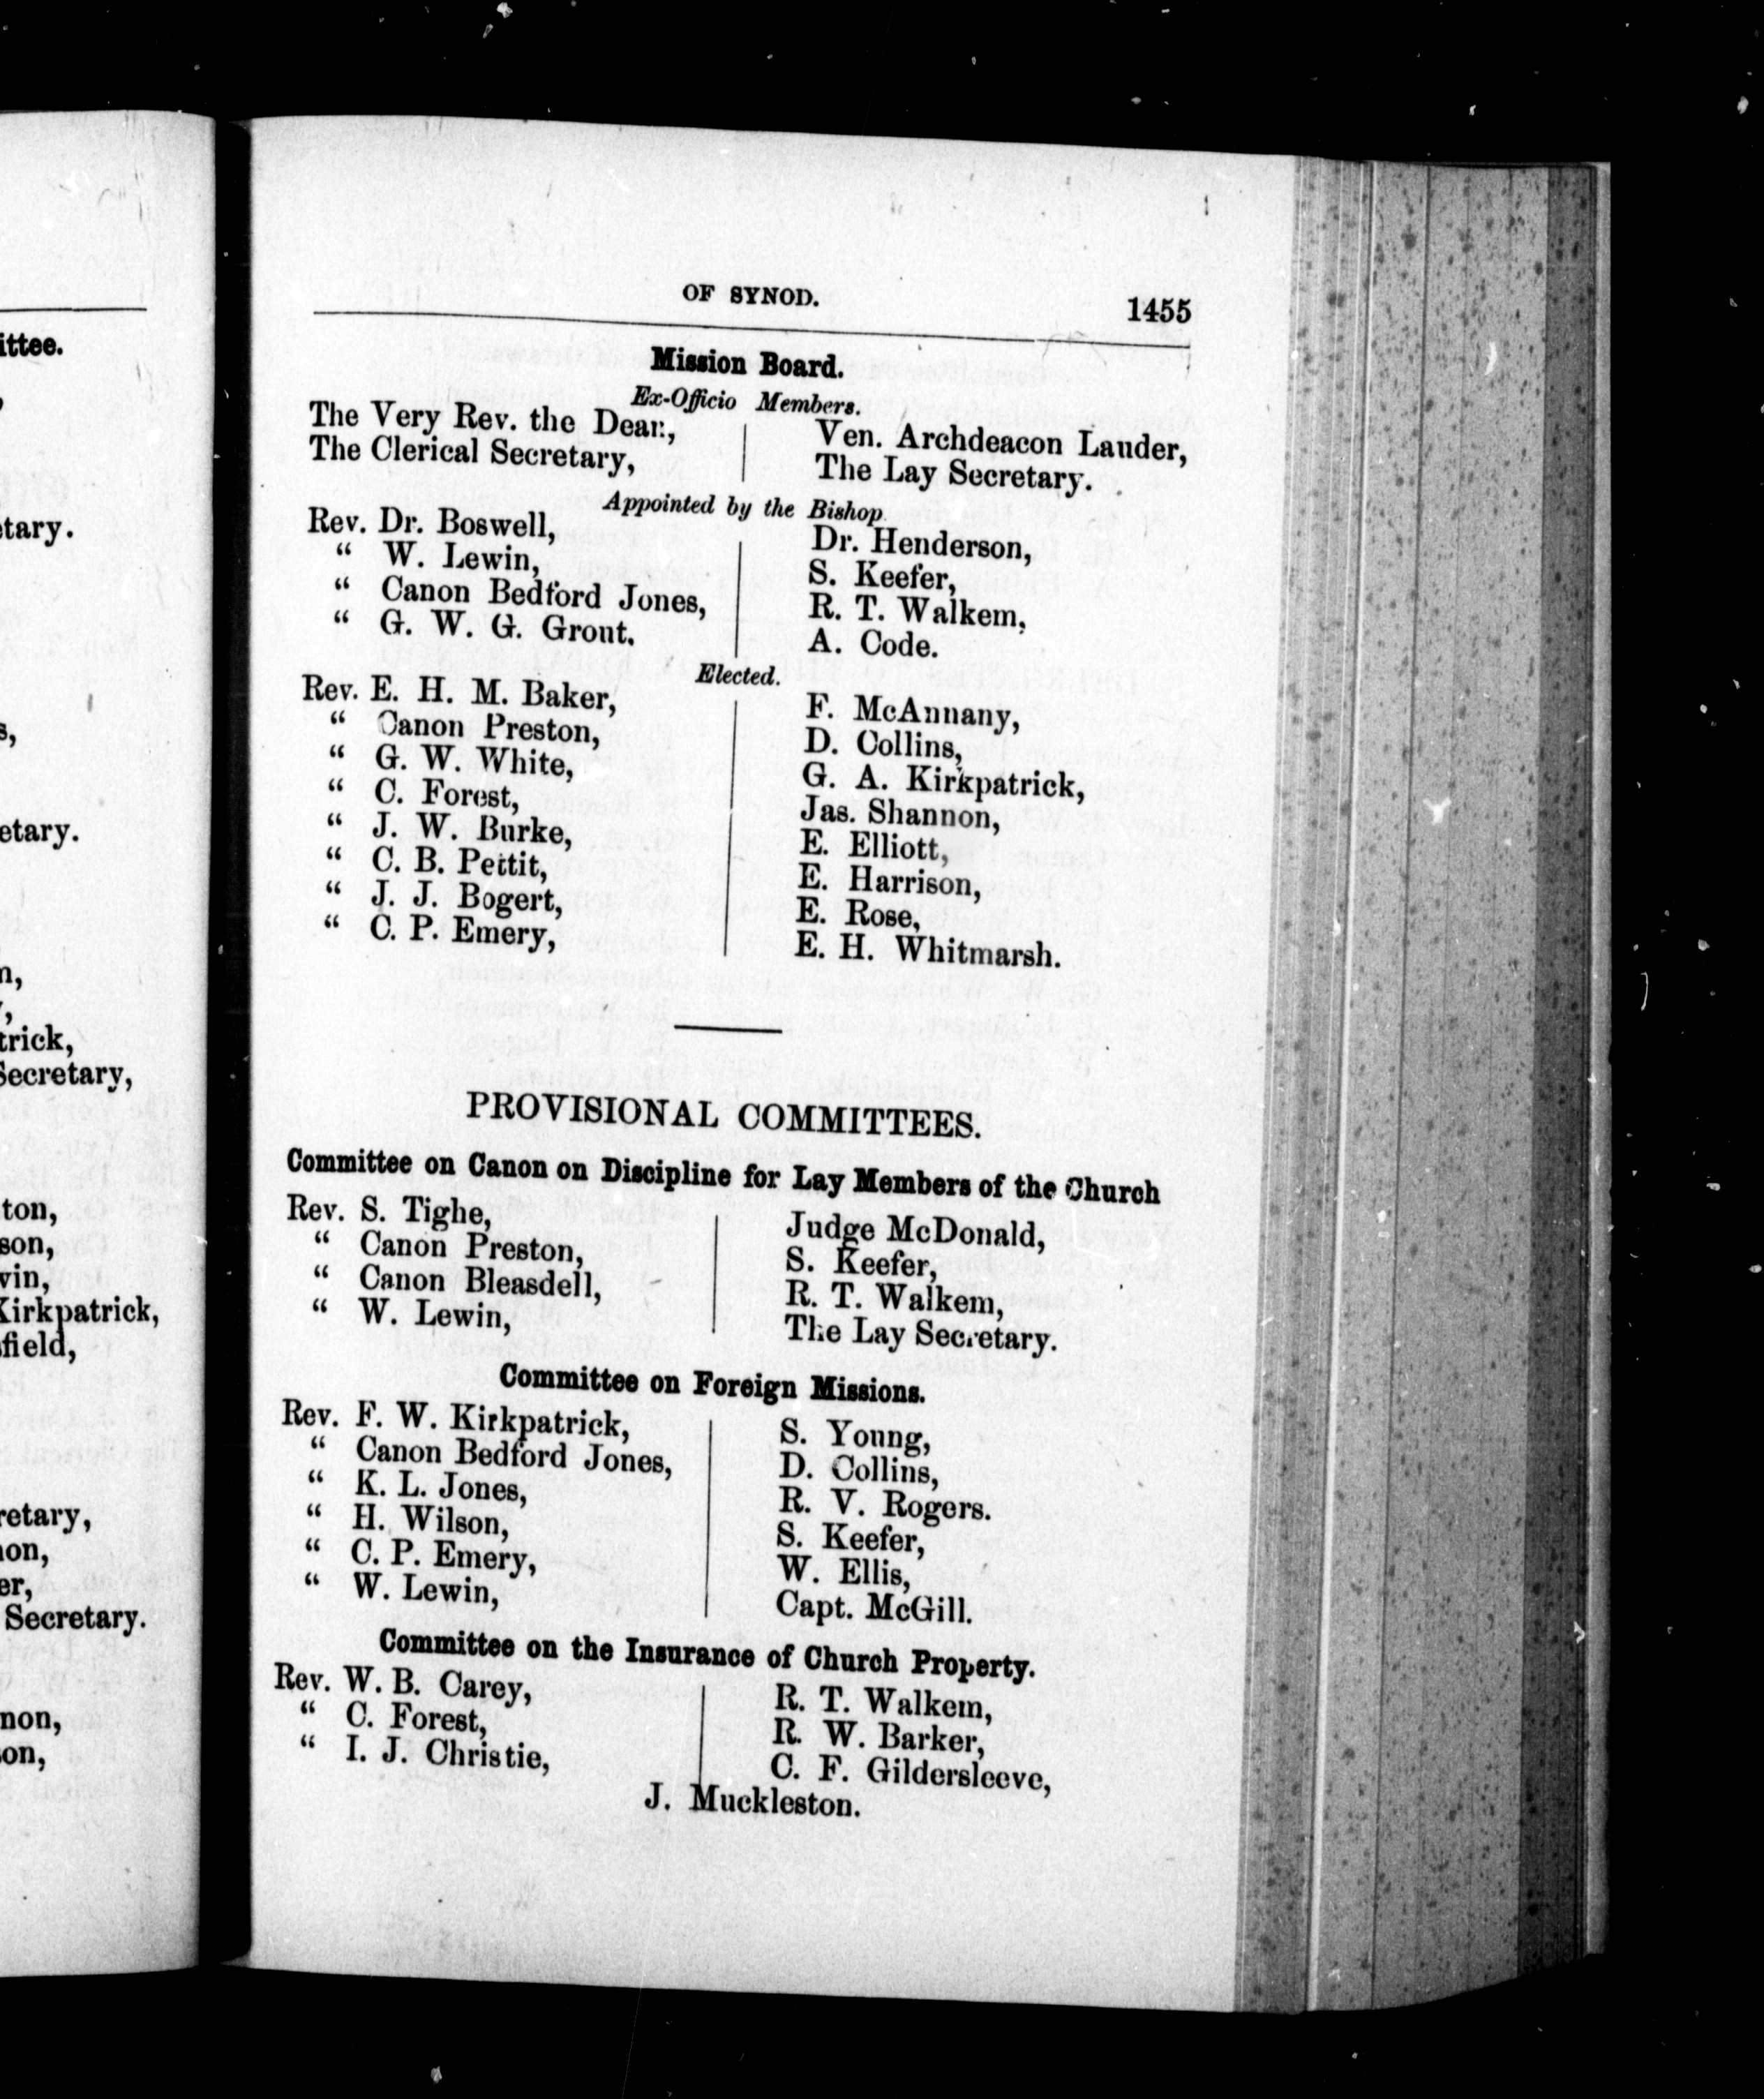 OF SYNOD. 1455
Mission Board.
Ex-Officio Members.
The Very Rev. the Dean, Ven. Archdeacon Lauder,
The Clerical Secretary, The Lay Secretary.
Appointed by the Bishop.
Rev. Dr. Boswell, Dr. Henderson,
“ W. Lewin, S. Keefer,
“ Canon Bedford Jones, R. T. Walkem,
“ G. W. G. Grout. A. Code.
Elected.
Rev. E. H. M. Baker, F. McAnnany,
“ Canon Preston, D. Collins,
“ G. W. White, G. A. Kirkpatrick,
“ C. Forest, Jas. Shannon,
“ J. W. Burke, E. Elliott,
“ C. B. Pettit, E. Harrison,
“ J. J. Bogert, E. Rose,
“ C. P. Emery, E. H. Whitmarsh.
PROVISIONAL COMMITTEES.
Committee on Canon on Discipline for Lay Members of the Church
Rev. S. Tighe, Judge McDonald,
“ Canon Preston, S. Keefer,
“ Canon Bleasdell, R. T. Walkem,
“ W. Lewin, The Lay Secretary.
Committee on Foreign Missions.
Rev. F. W. Kirkpatrick, S. Young,
“ Canon Bedford Jones, D. Collins,
“ K. L. Jones, R. V. Rogers.
“ H. Wilson, S. Keefer,
“ C. P. Emery, W. Ellis,
“ W. Lewin, Capt. McGill.
Committee on the Insurance of Church Property.
Rev. W. B. Carey, R. T. Walkem,
“ C. Forest, R. W. Barker,
“ I. J. Christie, C. F. Gildersleeve,
J. Muckleston.